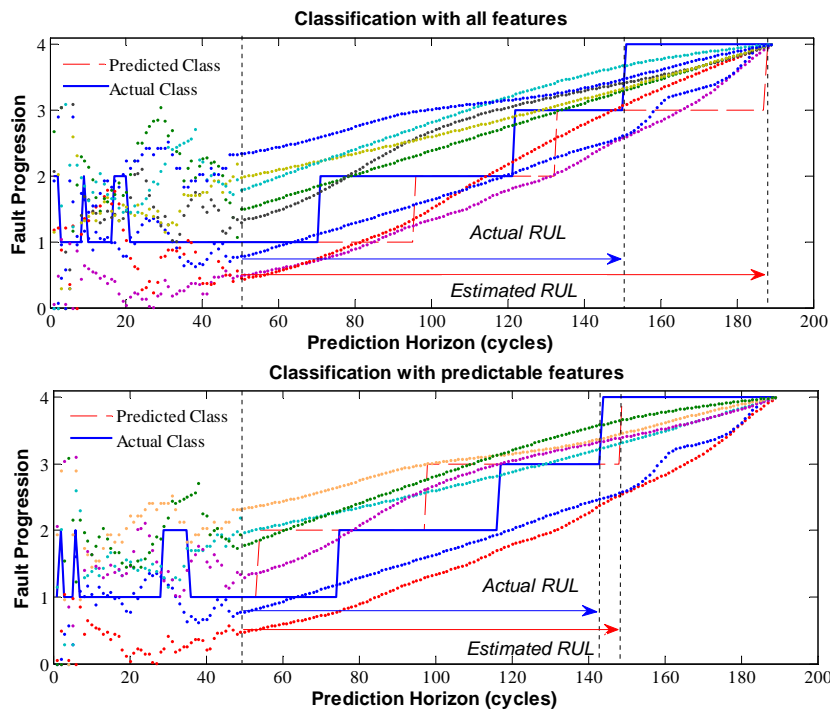 Classification with all features
Fault Progression
4
3
2
1
0
Predicted Class
Actual Class
Actual RUL
Estimated RUL
0 20 40 60 80 100 120 140 160 180 200
Prediction Horizon (cycles)
Classification with predictable features
Fault Progression
4
3
2
1
0
Predicted Class
Actual Class
Actual RUL
Estimated RUL
0 20 40 60 80 100 120 140 160 180 200
Prediction Horizon (cycles)